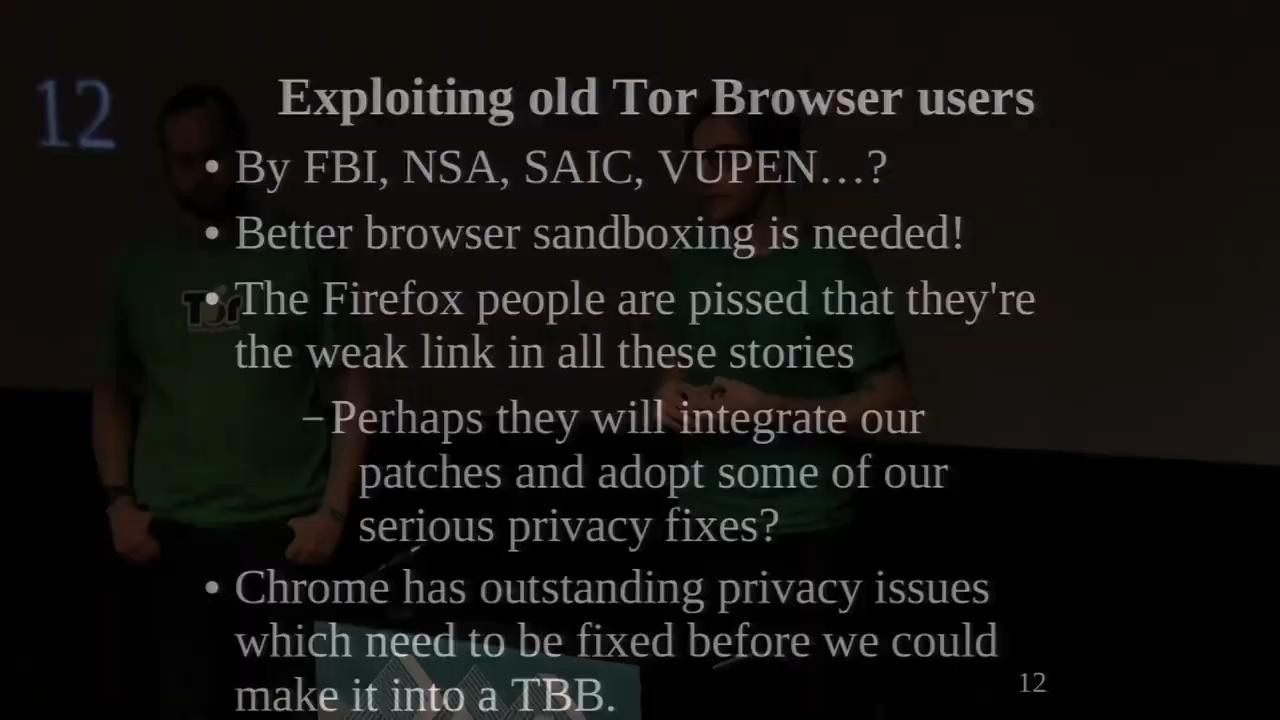 12
Exploiting old Tor Browser users
• By FBI, NSA, SAIC, VUPEN…?
• Better browser sandboxing is needed!
Tor
• The Firefox people are pissed that they're
the weak link in all these stories
– Perhaps they will integrate our
patches and adopt some of our
serious privacy fixes?
• Chrome has outstanding privacy issues
which need to be fixed before we could
make it into a TBB.
12